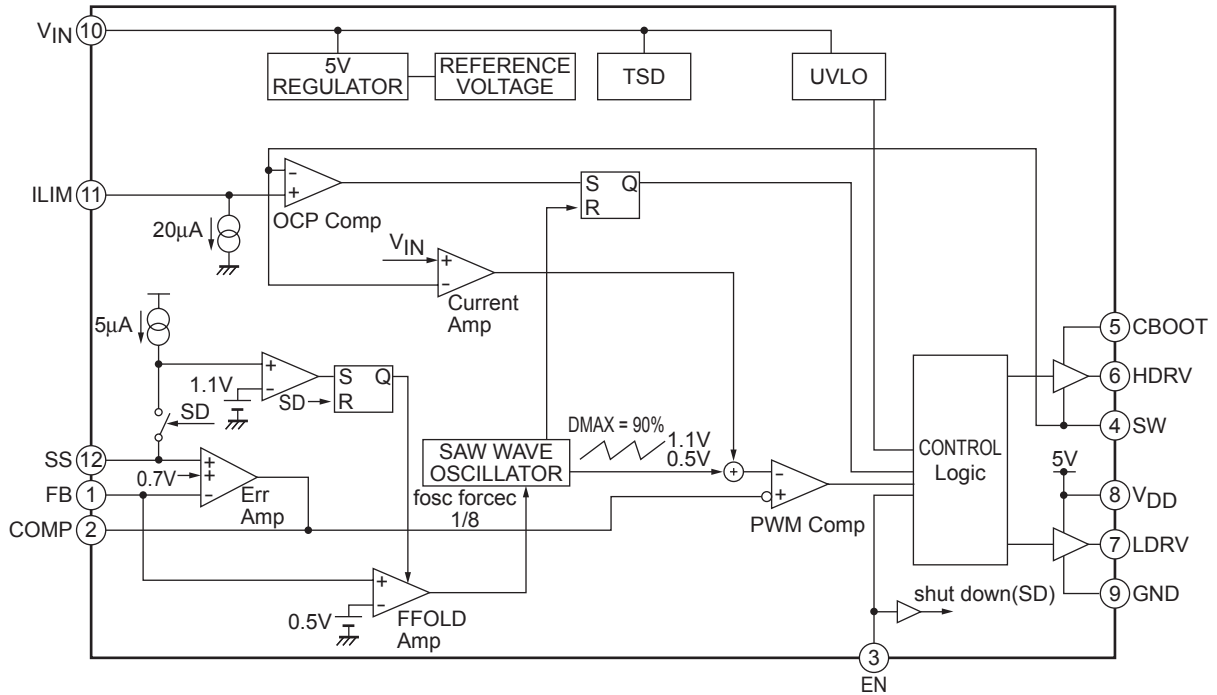 VIN 10
5V
REGULATOR
REFERENCE
VOLTAGE
TSD
UVLO
ILIM 11
-
+
OCP Comp
S Q
R
20μA
VIN
+
-
Current
Amp
5μA
1.1V
+
-
S Q
SD R
SD
SS 12
0.7V
FB 1
COMP 2
+
+
-
Err
Amp
SAW WAVE
OSCILLATOR
fosc forcec
1/8
DMAX = 90%
1.1V
0.5V
+
-
+
PWM Comp
0.5V
+
-
FFOLD
Amp
CONTROL
Logic
5 CBOOT
6 HDRV
4 SW
5V
8 VDD
7 LDRV
9 GND
shut down(SD)
3
EN